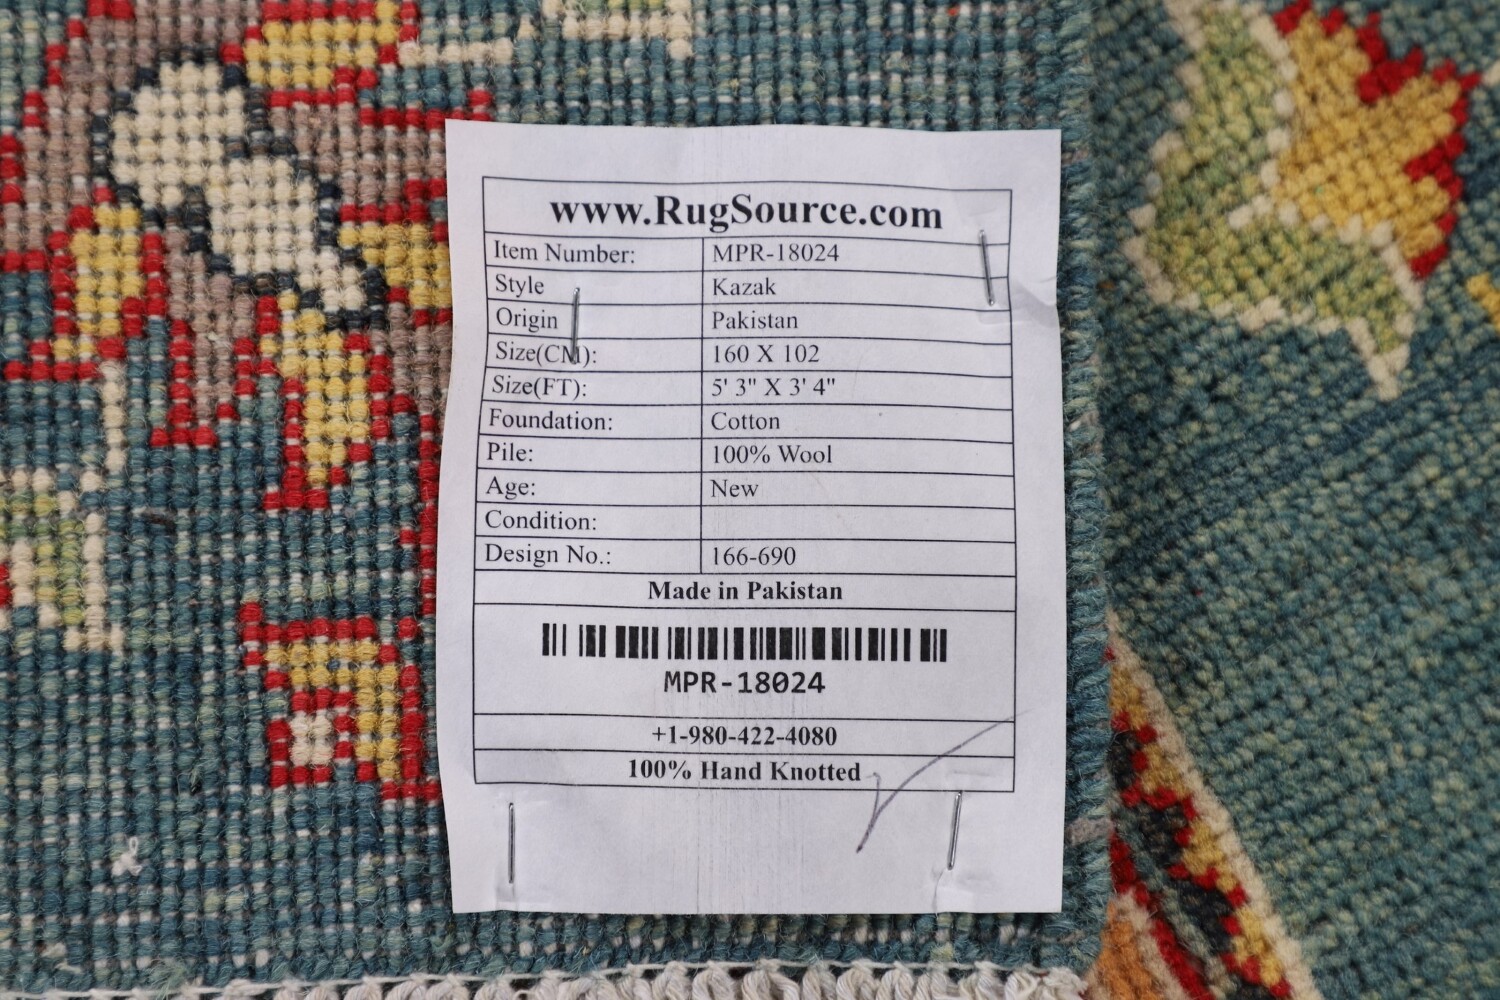 www.RugSource.com
Item Number: MPR-18024
Style Kazak
Origin Pakistan
Size(CM): 160 X 102
Size(FT): 5' 3" X 3' 4"
Foundation: Cotton
Pile: 100% Wool
Age: New
Condition:
Design No.: 166-690
Made in Pakistan
MPR-18024
+1-980-422-4080
100% Hand Knotted